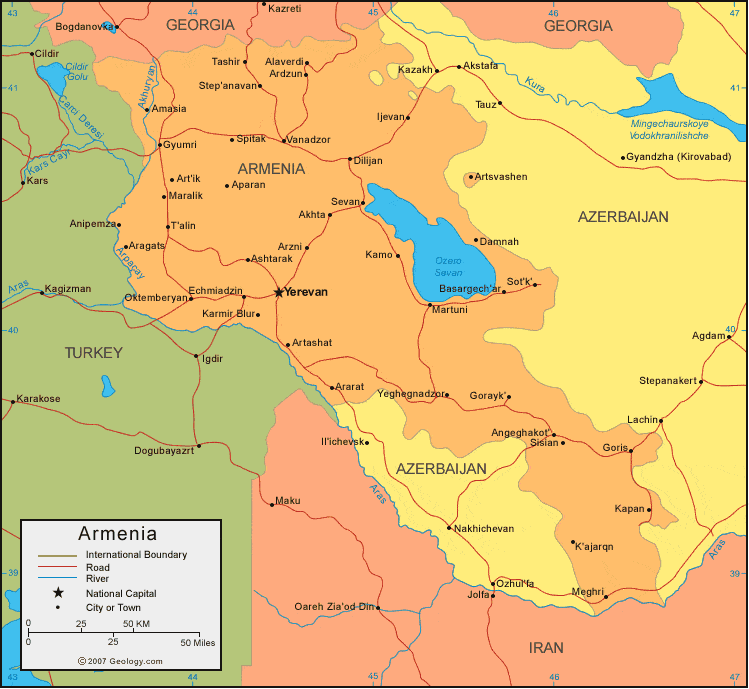 43
44
45
46
47
Kazreti
Bogdanovka
GEORGIA
GEORGIA
Cildir
Tashir
Alaverdi
Ardzun
Kazakh
Akstafa
Cildir
Golu
Akhuryan
Step'anavan
Kura
41
41
Amasia
Tauz
Carci Deresi
Ijevan
Mingechaurskoye
Vodokhranilishche
Gyumri
Spitak
Vanadzor
Kars Cayi
Dilijan
Gyandzha (Kirovabad)
ARMENIA
Kars
Art'ik
Aparan
Artsvashen
Maralik
Sevan
Akhta
AZERBAIJAN
Anipemza
T'alin
Aragats
Arzni
Damnah
Arpacay
Ashtarak
Kamo
Ozero
Sevan
Aras
Kagizman
Echmiadzin
Yerevan
Basargech'ar
Sot'k'
Oktemberyan
Karmir Blur
Martuni
40
40
Agdam
TURKEY
Igdir
Artashat
Ararat
Yeghegnadzor
Gorayk'
Stepanakert
Karakose
Lachin
Il'ichevsk
Angeghakot'
Sisian
Goris
Dogubayazrt
AZERBAIJAN
Aras
Maku
Kapan
Nakhichevan
K'ajarqn
Aras
39
39
Ozhul'fa
Jolfa
Meghri
Oareh Zia'od Din
IRAN
Armenia
International Boundary
Road
River
National Capital
City or Town
0 25 50 KM
0 25 50 Miles
© 2007 Geology.com
43
44
45
46
47